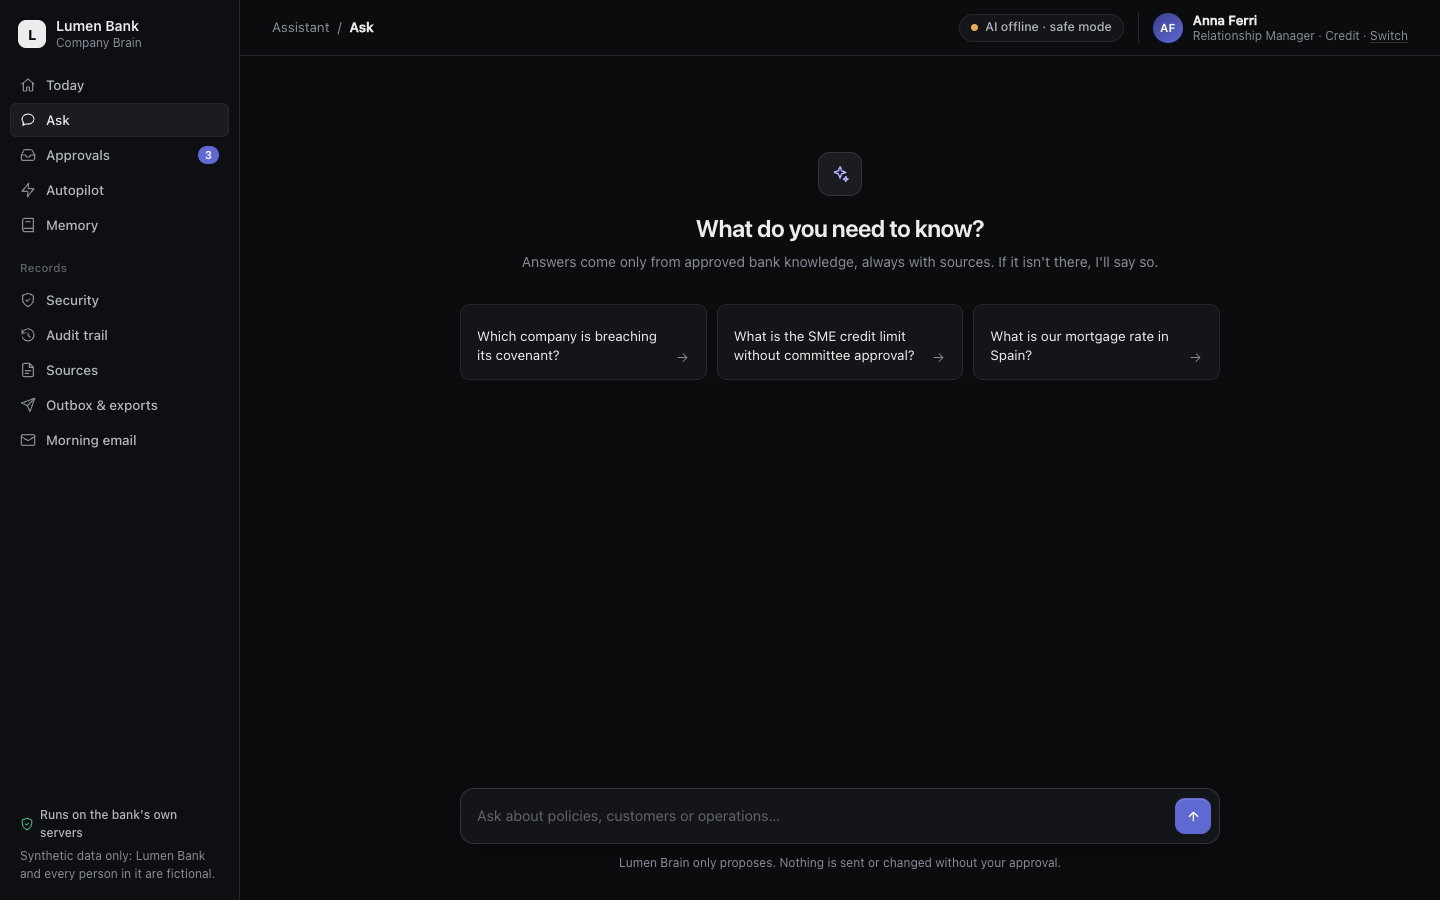 L
Lumen Bank
Company Brain
Today
Ask
Approvals
3
Autopilot
Memory
Records
Security
Audit trail
Sources
Outbox & exports
Morning email
Runs on the bank's own
servers
Synthetic data only: Lumen Bank
and every person in it are fictional.
Assistant / Ask
AI offline · safe mode
AF
Anna Ferri
Relationship Manager · Credit · Switch
What do you need to know?
Answers come only from approved bank knowledge, always with sources. If it isn't there, I'll say so.
Which company is breaching
its covenant?
→
What is the SME credit limit
without committee approval?
→
What is our mortgage rate in
Spain?
→
Ask about policies, customers or operations...
Lumen Brain only proposes. Nothing is sent or changed without your approval.